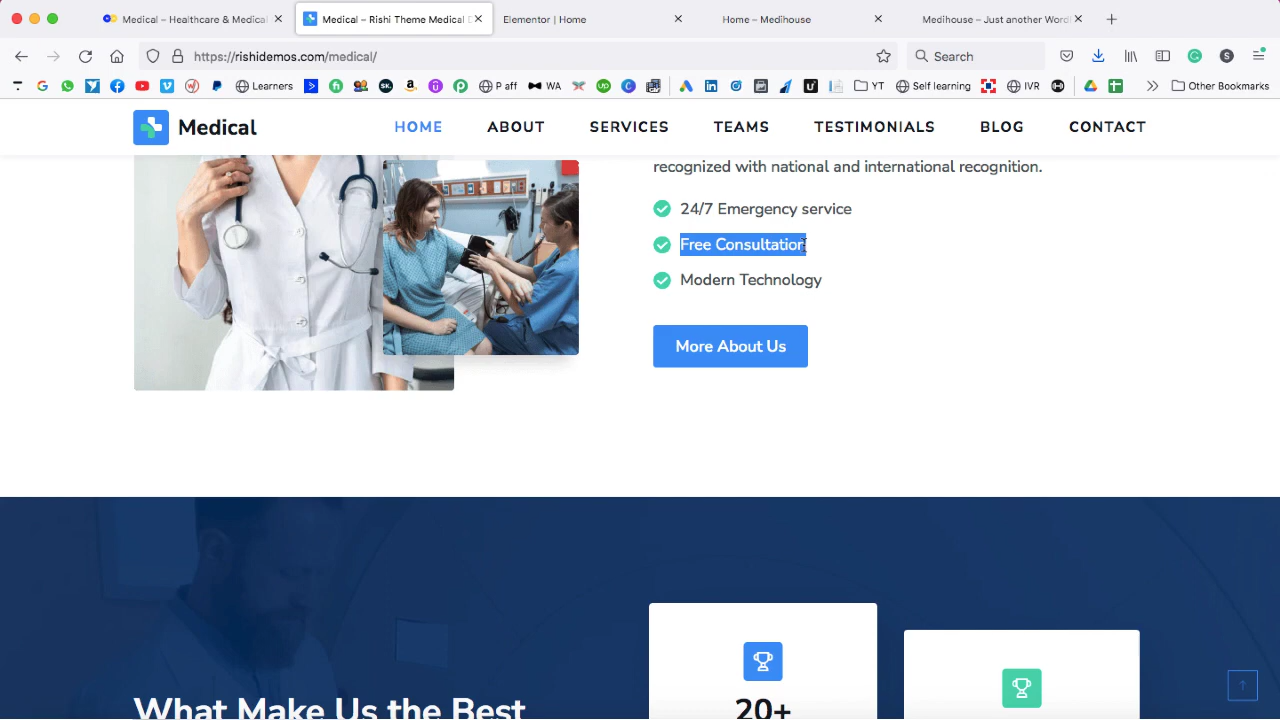 Medical – Healthcare & Medical
Medical – Rishi Theme Medical
Elementor | Home
Home – Medihouse
Medihouse – Just another Word
https://rishidemos.com/medical/
Search
Learners
P aff
WA
YT
Self learning
IVR
Other Bookmarks
Medical
HOME
ABOUT
SERVICES
TEAMS
TESTIMONIALS
BLOG
CONTACT
recognized with national and international recognition.
24/7 Emergency service
Free Consultation
Modern Technology
More About Us
What Make Us the Best
20+